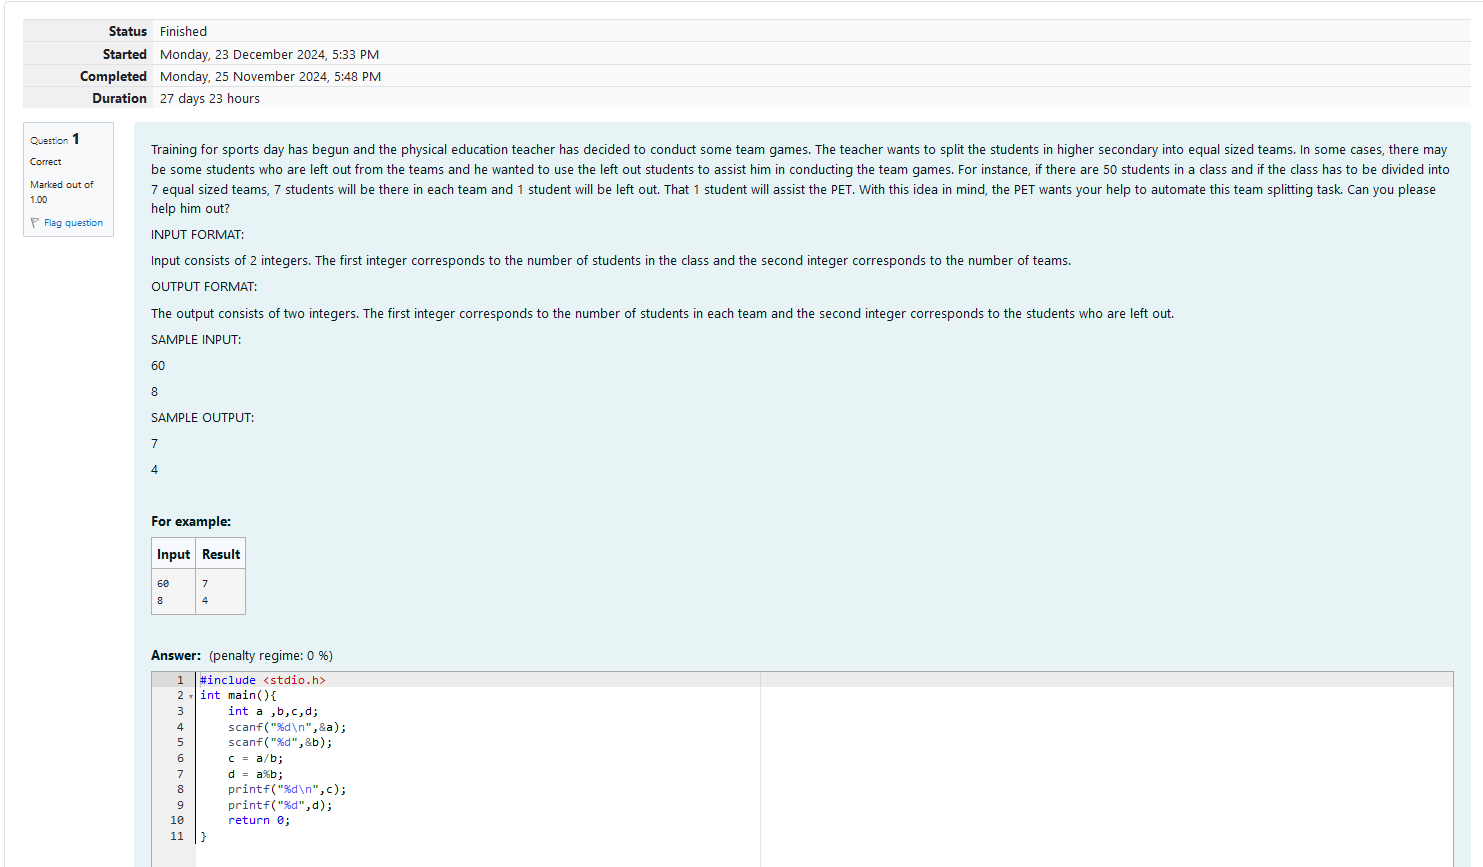 Status Finished
Started Monday, 23 December 2024, 5:33 PM
Completed Monday, 25 November 2024, 5:48 PM
Duration 27 days 23 hours
Question 1
Correct
Marked out of
1.00
Flag question
Training for sports day has begun and the physical education teacher has decided to conduct some team games. The teacher wants to split the students in higher secondary into equal sized teams. In some cases, there may
be some students who are left out from the teams and he wanted to use the left out students to assist him in conducting the team games. For instance, if there are 50 students in a class and if the class has to be divided into
7 equal sized teams, 7 students will be there in each team and 1 student will be left out. That 1 student will assist the PET. With this idea in mind, the PET wants your help to automate this team splitting task. Can you please
help him out?
INPUT FORMAT:
Input consists of 2 integers. The first integer corresponds to the number of students in the class and the second integer corresponds to the number of teams.
OUTPUT FORMAT:
The output consists of two integers. The first integer corresponds to the number of students in each team and the second integer corresponds to the students who are left out.
SAMPLE INPUT:
60
8
SAMPLE OUTPUT:
7
4
For example:
Input Result
60 7
8 4
Answer: (penalty regime: 0 %)
1 #include <stdio.h>
2 int main(){
3 int a ,b,c,d;
4 scanf("%d\n",&a);
5 scanf("%d",&b);
6 c = a/b;
7 d = a%b;
8 printf("%d\n",c);
9 printf("%d",d);
10 return 0;
11 }